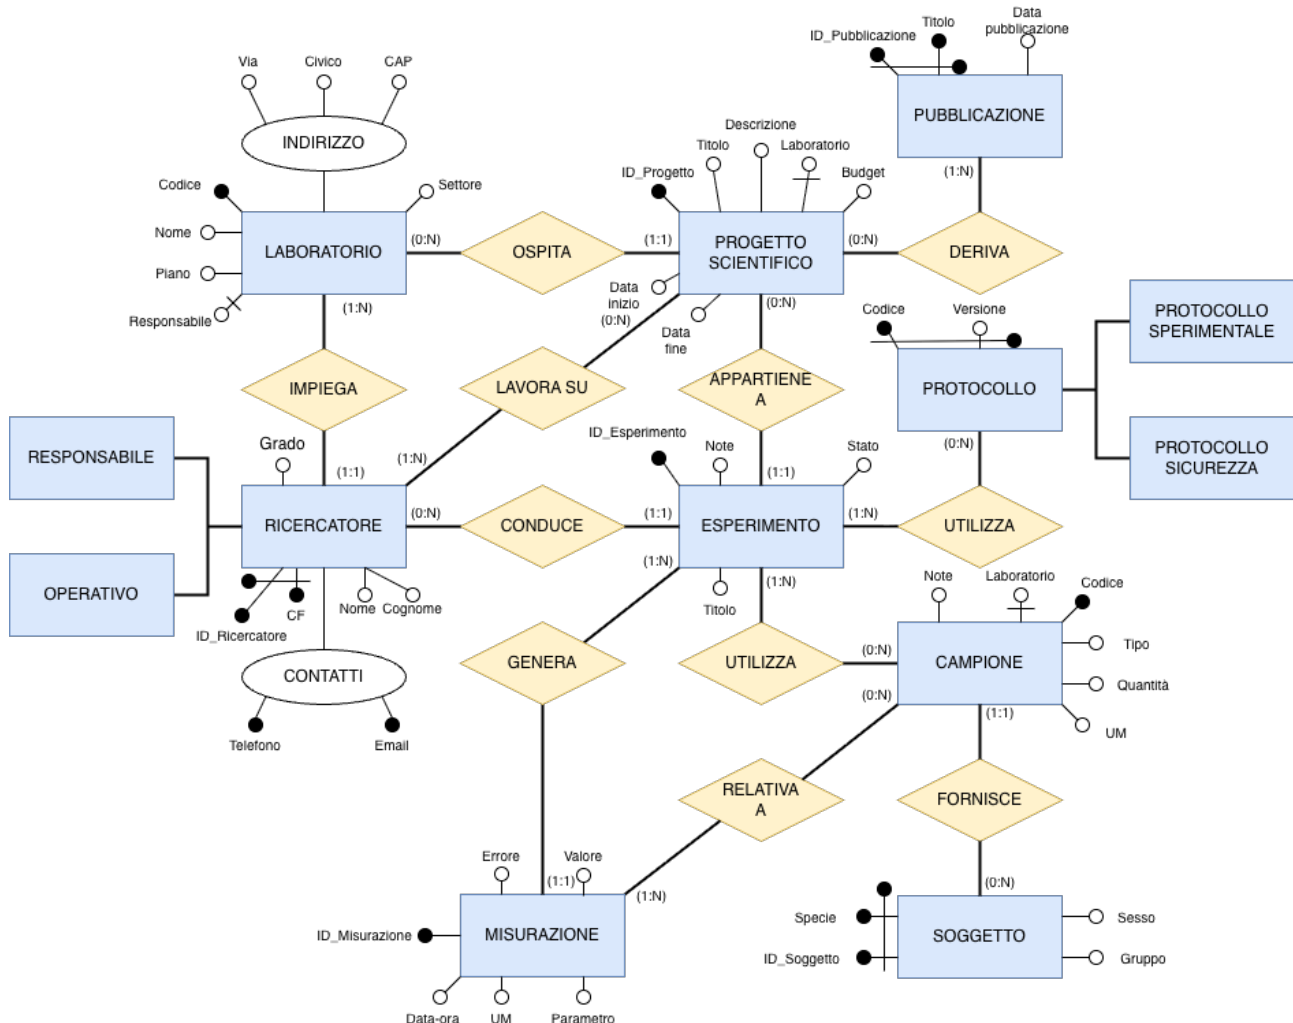 Data
pubblicazione
Titolo
ID_Pubblicazione
Via
Civico
CAP
PUBBLICAZIONE
INDIRIZZO
Descrizione
Titolo
Laboratorio
(1:N)
Codice
Settore
ID_Progetto
Budget
Nome
LABORATORIO
(0:N)
OSPITA
(1:1)
PROGETTO
SCIENTIFICO
(0:N)
DERIVA
Piano
Responsabile
(1:N)
Data
inizio
(0:N)
(0:N)
Data
fine
Codice
Versione
PROTOCOLLO
SPERIMENTALE
IMPIEGA
LAVORA SU
APPARTIENE
A
PROTOCOLLO
RESPONSABILE
Grado
(1:1)
(1:N)
ID_Esperimento
Note
(1:1)
Stato
(0:N)
PROTOCOLLO
SICUREZZA
RICERCATORE
(0:N)
CONDUCE
(1:1)
ESPERIMENTO
(1:N)
UTILIZZA
OPERATIVO
(1:N)
(1:N)
Note
Laboratorio
Codice
ID_Ricercatore
CF
Nome
Cognome
Titolo
CONTATTI
GENERA
UTILIZZA
(0:N)
CAMPIONE
Tipo
Quantità
(0:N)
(1:1)
UM
Telefono
Email
RELATIVA
A
FORNISCE
Errore
Valore
(1:1)
(1:N)
(0:N)
ID_Misurazione
MISURAZIONE
Specie
ID_Soggetto
SOGGETTO
Sesso
Gruppo
Data-ora
UM
Parametro